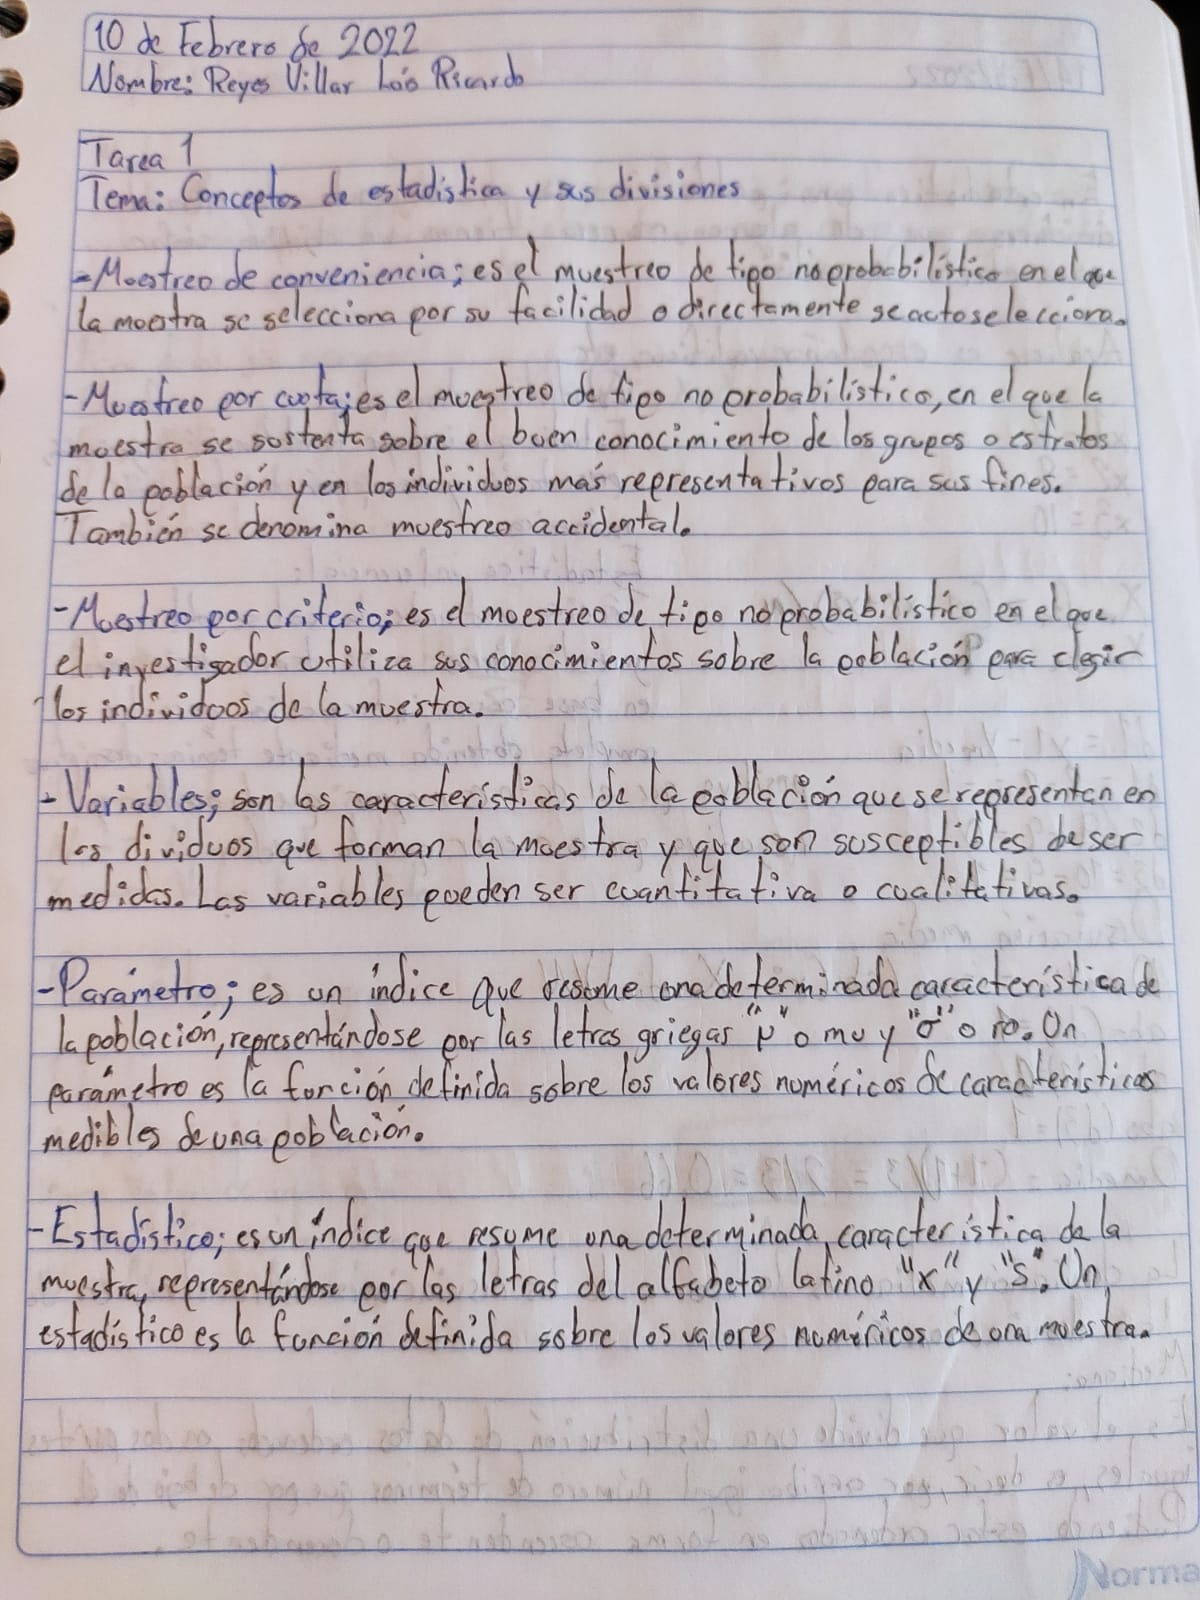 10 de Febrero de 2022
Nombre: Reyes Villar Luis Ricardo
Tarea 1
Tema: Conceptos de estadística y sus divisiones
- Muestreo de conveniencia; es el muestreo de tipo no probabilístico en el que
la muestra se selecciona por su facilidad o directamente se autoselecciona.
- Muestreo por cuota; es el muestreo de tipo no probabilístico, en el que la
muestra se sustenta sobre el buen conocimiento de los grupos o estratos
de la población y en los individuos más representativos para sus fines.
También se denomina muestreo accidental.
- Muestreo por criterio; es el muestreo de tipo no probabilístico en el que
el investigador utiliza sus conocimientos sobre la población para elegir
los individuos de la muestra.
- Variables; son las características de la población que se representan en
los dividuos que forman la muestra y que son susceptibles de ser
medidas. Las variables pueden ser cuantitativa o cualitativas.
- Parámetro; es un índice que resume una determinada característica de
la población, representándose por las letras griegas "μ" o mu y "σ" o ro. Un
parámetro es la función definida sobre los valores numéricos de características
medibles de una población.
- Estadístico; es un índice que resume una determinada característica de la
muestra, representándose por las letras del alfabeto latino "x" y "s". Un
estadístico es la función definida sobre los valores numéricos de una muestra.
Norma